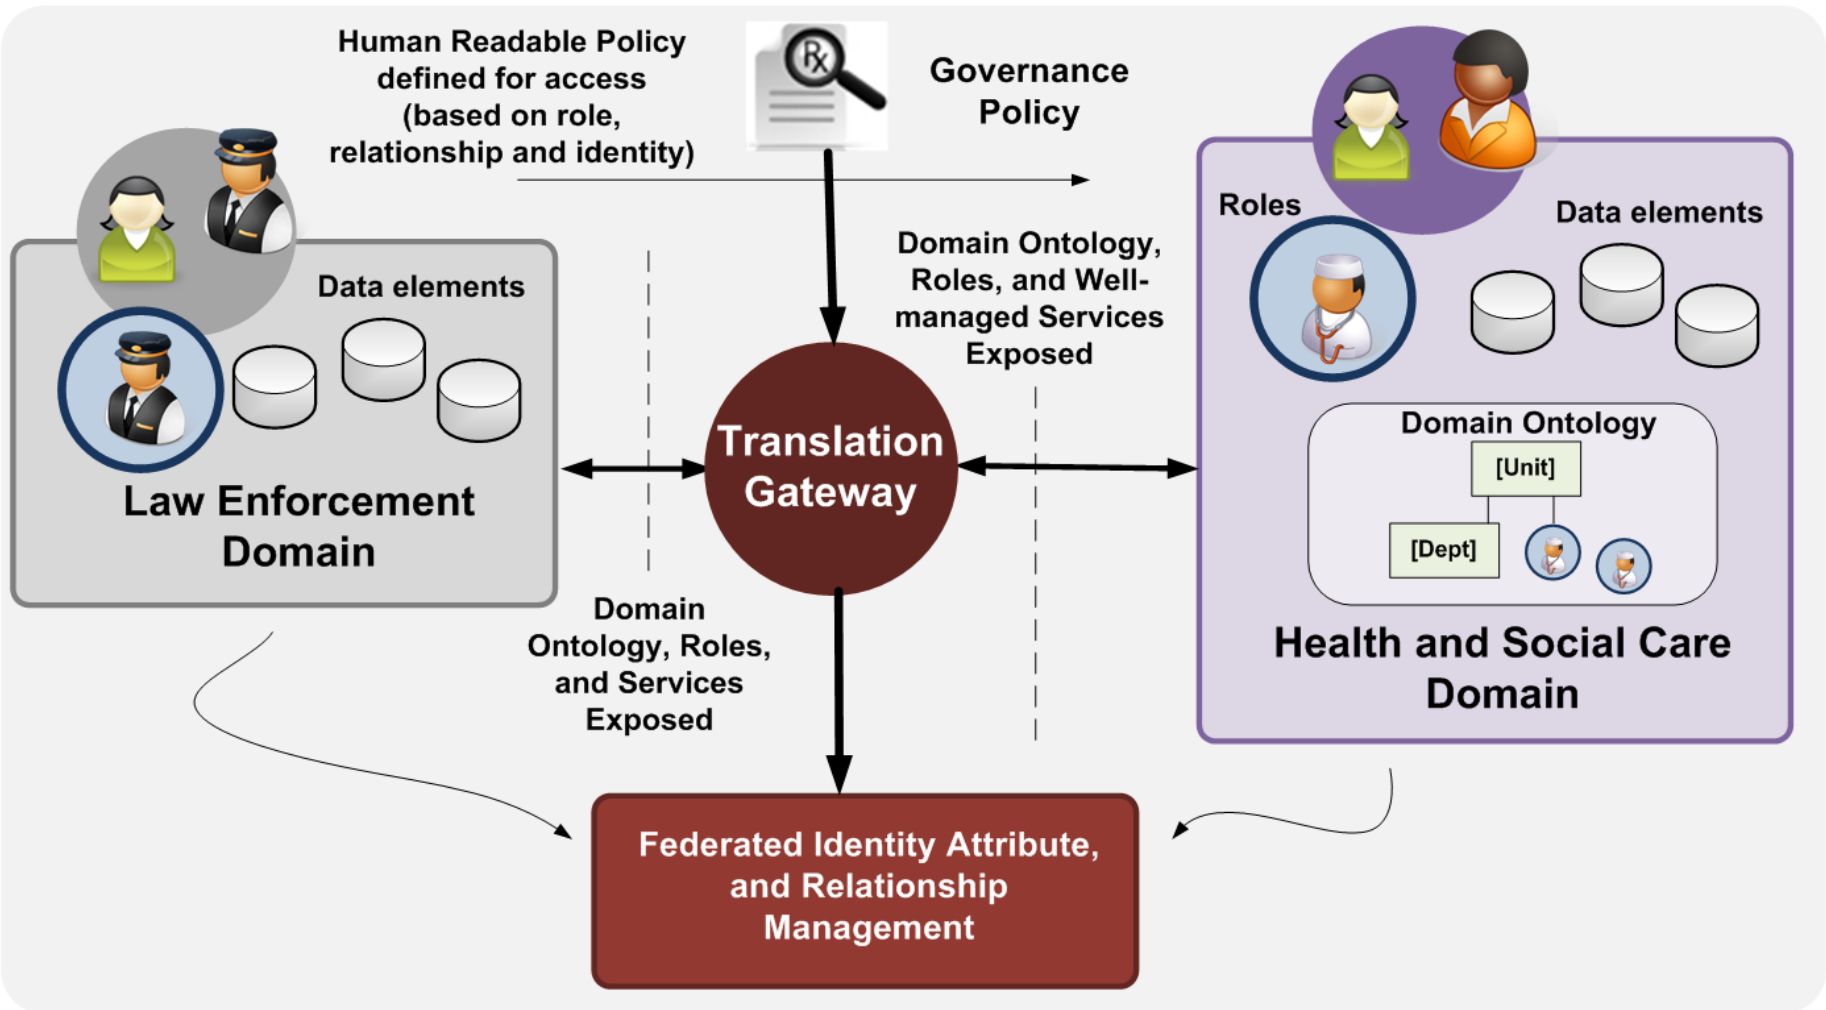 Human Readable Policy
defined for access
(based on role,
relationship and identity)
Rx
Governance
Policy
Roles
Data elements
Domain Ontology,
Roles, and Well-
managed Services
Exposed
Data elements
Law Enforcement
Domain
Translation
Gateway
Domain Ontology
[Unit]
[Dept]
Domain
Ontology, Roles,
and Services
Exposed
Health and Social Care
Domain
Federated Identity Attribute,
and Relationship
Management